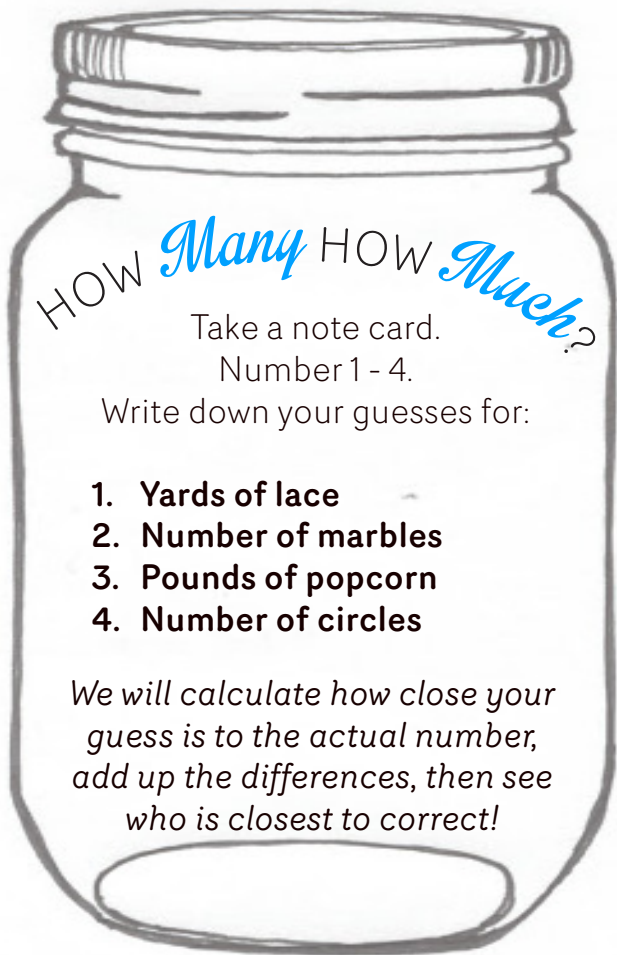 HOW Many HOW Much?
Take a note card.
Number 1 - 4.
Write down your guesses for:
1. Yards of lace
2. Number of marbles
3. Pounds of popcorn
4. Number of circles
We will calculate how close your
guess is to the actual number,
add up the differences, then see
who is closest to correct!